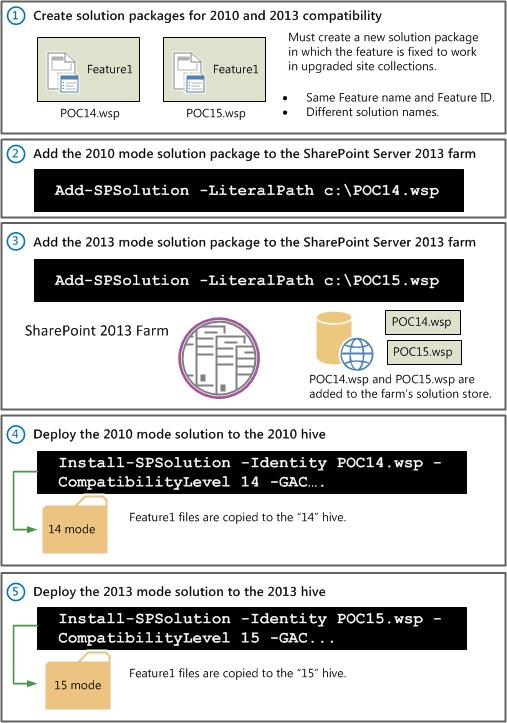 1 Create solution packages for 2010 and 2013 compatibility
Feature1
Feature1
POC14.wsp
POC15.wsp
Must create a new solution package
in which the feature is fixed to work
in upgraded site collections.
• Same Feature name and Feature ID.
• Different solution names.
2 Add the 2010 mode solution package to the SharePoint Server 2013 farm
Add-SPSolution -LiteralPath c:\POC14.wsp
3 Add the 2013 mode solution package to the SharePoint Server 2013 farm
Add-SPSolution -LiteralPath c:\POC15.wsp
SharePoint 2013 Farm
POC14.wsp
POC15.wsp
POC14.wsp and POC15.wsp are
added to the farm's solution store.
4 Deploy the 2010 mode solution to the 2010 hive
Install-SPSolution -Identity POC14.wsp -
CompatibilityLevel 14 -GAC….
14 mode
Feature1 files are copied to the “14” hive.
5 Deploy the 2013 mode solution to the 2013 hive
Install-SPSolution -Identity POC15.wsp -
CompatibilityLevel 15 -GAC...
15 mode
Feature1 files are copied to the “15” hive.